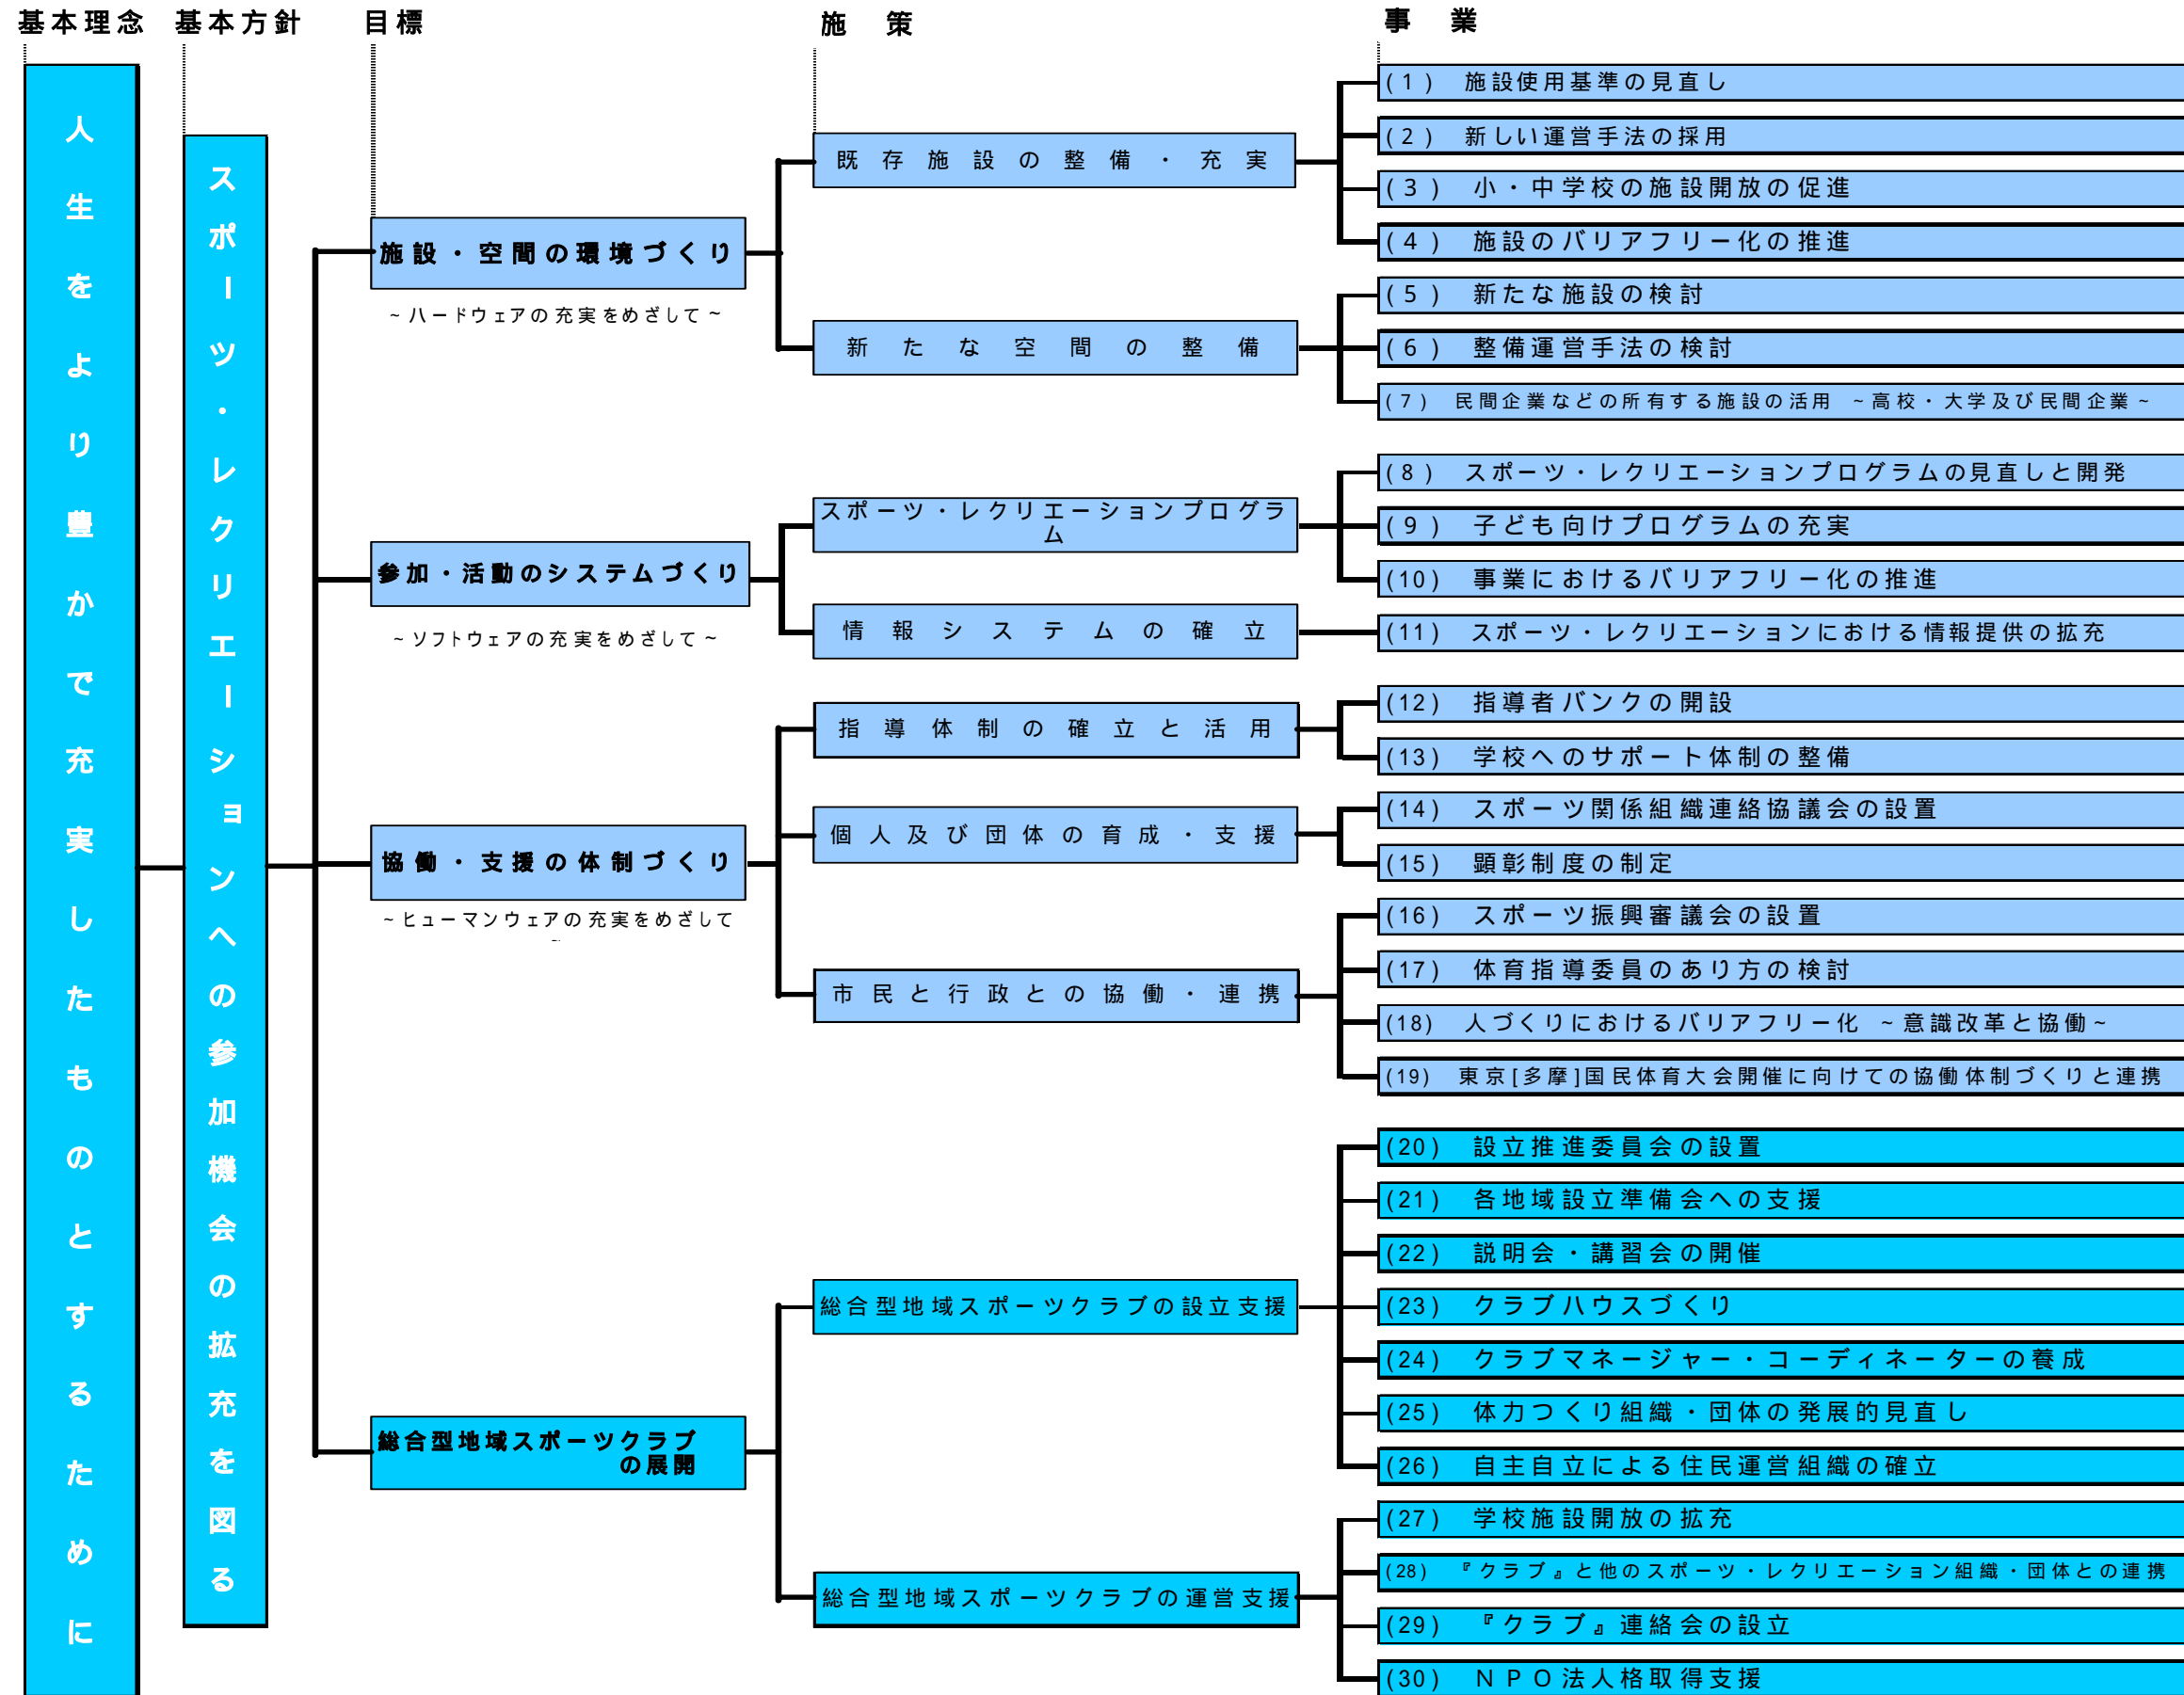 基本理念
基本方針
目標
施 策
事 業
人生をより豊かで充実したものとするために
スポーツ・レクリエーションへの参加機会の拡充を図る
施設・空間の環境づくり
~ハードウェアの充実をめざして~
既存施設の整備・充実
(1) 施設使用基準の見直し
(2) 新しい運営手法の採用
(3) 小・中学校の施設開放の促進
(4) 施設のバリアフリー化の推進
新たな空間の整備
(5) 新たな施設の検討
(6) 整備運営手法の検討
(7) 民間企業などの所有する施設の活用 ~高校・大学及び民間企業~
参加・活動のシステムづくり
~ソフトウェアの充実をめざして~
スポーツ・レクリエーションプログラ
ム
(8) スポーツ・レクリエーションプログラムの見直しと開発
(9) 子ども向けプログラムの充実
(10) 事業におけるバリアフリー化の推進
情報システムの確立
(11) スポーツ・レクリエーションにおける情報提供の拡充
協働・支援の体制づくり
~ヒューマンウェアの充実をめざして
~
指導体制の確立と活用
(12) 指導者バンクの開設
(13) 学校へのサポート体制の整備
個人及び団体の育成・支援
(14) スポーツ関係組織連絡協議会の設置
(15) 顕彰制度の制定
市民と行政との協働・連携
(16) スポーツ振興審議会の設置
(17) 体育指導委員のあり方の検討
(18) 人づくりにおけるバリアフリー化 ~意識改革と協働~
(19) 東京[多摩]国民体育大会開催に向けての協働体制づくりと連携
総合型地域スポーツクラブ
の展開
総合型地域スポーツクラブの設立支援
(20) 設立推進委員会の設置
(21) 各地域設立準備会への支援
(22) 説明会・講習会の開催
(23) クラブハウスづくり
(24) クラブマネージャー・コーディネーターの養成
(25) 体力つくり組織・団体の発展的見直し
(26) 自主自立による住民運営組織の確立
総合型地域スポーツクラブの運営支援
(27) 学校施設開放の拡充
(28) 『クラブ』と他のスポーツ・レクリエーション組織・団体との連携
(29) 『クラブ』連絡会の設立
(30) NPO法人格取得支援